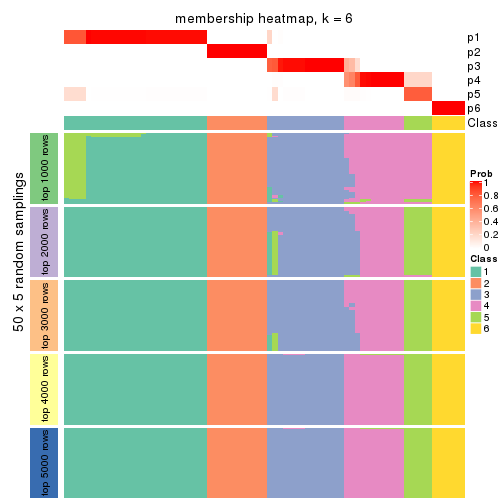 membership heatmap, k = 6
p1
p2
p3
p4
p5
p6
Class
50 x 5 random samplings
top 1000 rows
top 2000 rows
top 3000 rows
top 4000 rows
top 5000 rows
Prob
1
0.8
0.6
0.4
0.2
0
Class
1
2
3
4
5
6